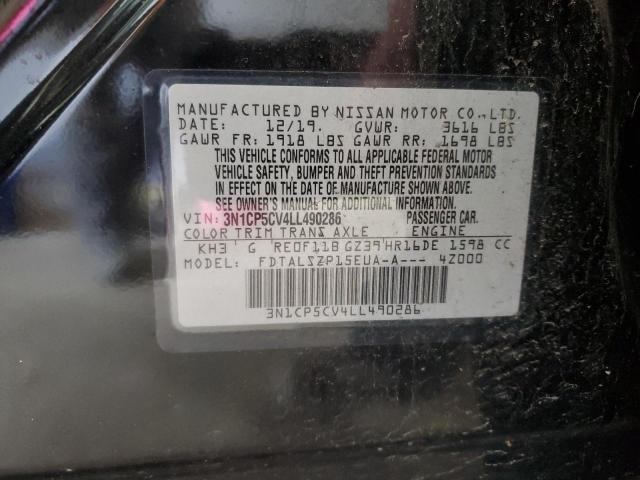 MANUFACTURED BY NISSAN MOTOR CO.,LTD.
DATE: 12/19. GVWR: 3616 LBS
GAWR FR: 1918 LBS GAWR RR: 1698 LBS
THIS VEHICLE CONFORMS TO ALL APPLICABLE FEDERAL MOTOR
VEHICLE SAFETY, BUMPER AND THEFT PREVENTION STANDARDS
IN EFFECT ON THE DATE OF MANUFACTURE SHOWN ABOVE.
SEE OWNER'S MANUAL FOR ADDITIONAL INFORMATION.
VIN: 3N1CP5CV4LL490286 PASSENGER CAR.
COLOR TRIM TRANS AXLE ENGINE
KH3 G RE0F11B GZ39 HR16DE 1598 CC
MODEL: FDTALSZP15EUA-A--- 4Z000
3N1CP5CV4LL490286